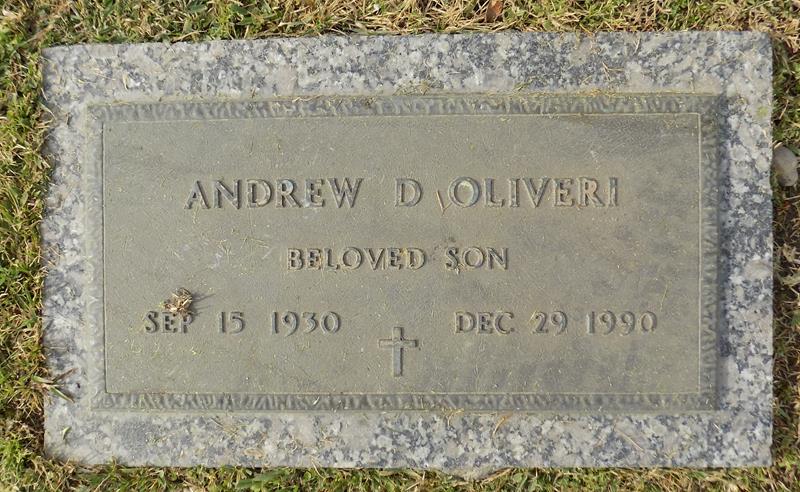 ANDREW D OLIVERI
BELOVED SON
SEP 15 1930 DEC 29 1990